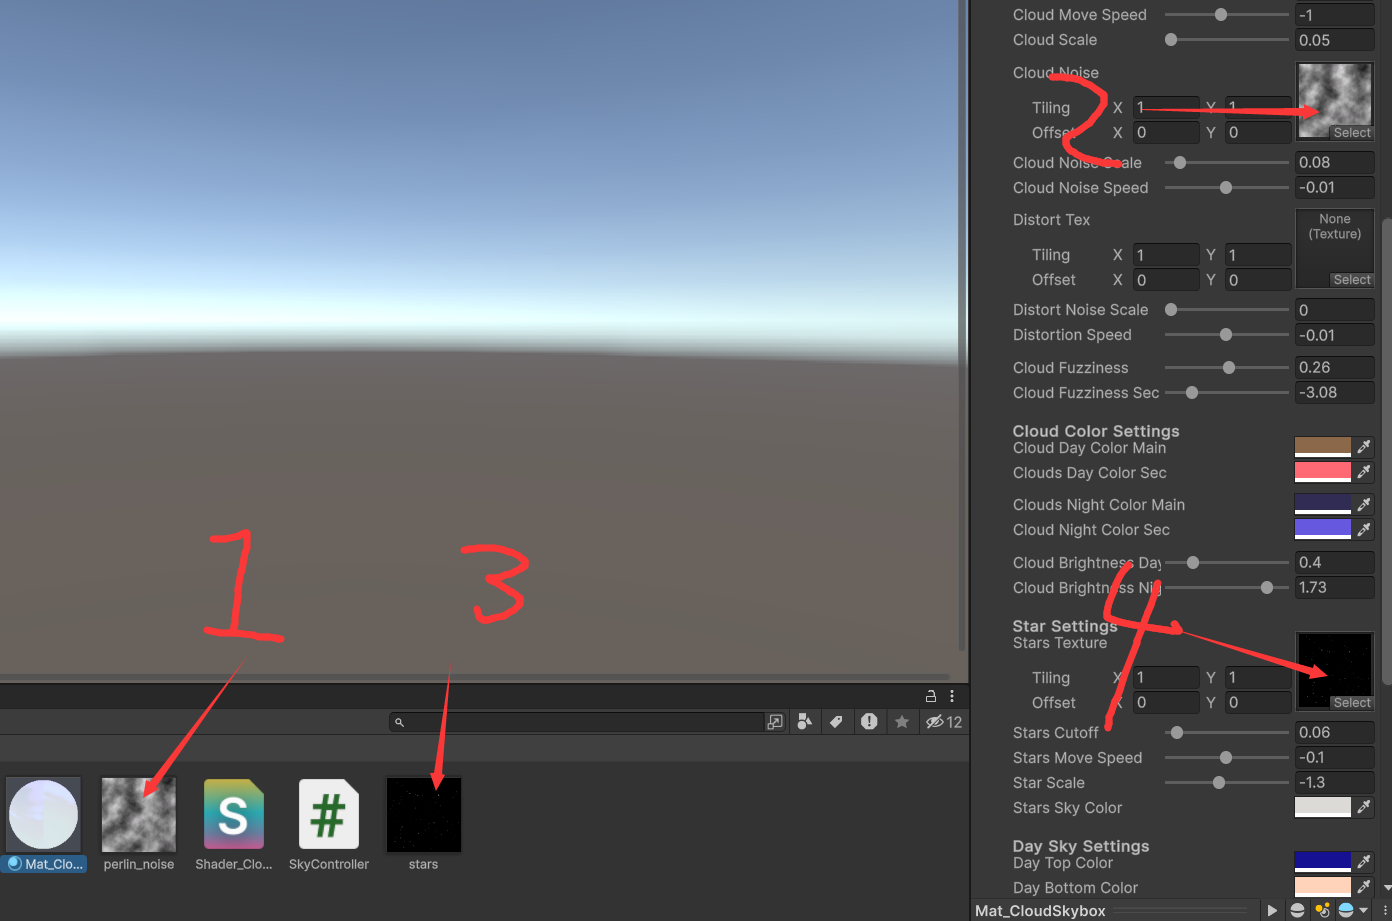 Cloud Move Speed -1
Cloud Scale 0.05
Cloud Noise
Tiling X 1 Y 1
Offset X 0 Y 0
Select
Cloud Noise Scale 0.08
Cloud Noise Speed -0.01
Distort Tex
None
(Texture)
Tiling X 1 Y 1
Offset X 0 Y 0
Select
Distort Noise Scale 0
Distortion Speed -0.01
Cloud Fuzziness 0.26
Cloud Fuzziness Sec -3.08
Cloud Color Settings
Cloud Day Color Main
Clouds Day Color Sec
Clouds Night Color Main
Cloud Night Color Sec
Cloud Brightness Day 0.4
Cloud Brightness Nig 1.73
Star Settings
Stars Texture
Tiling X 1 Y 1
Offset X 0 Y 0
Select
Stars Cutoff 0.06
Stars Move Speed -0.1
Star Scale -1.3
Stars Sky Color
Day Sky Settings
Day Top Color
Day Bottom Color
Mat_CloudSkybox
2
4
1
3
12
S
#
Mat_Clo...
perlin_noise
Shader_Clo...
SkyController
stars